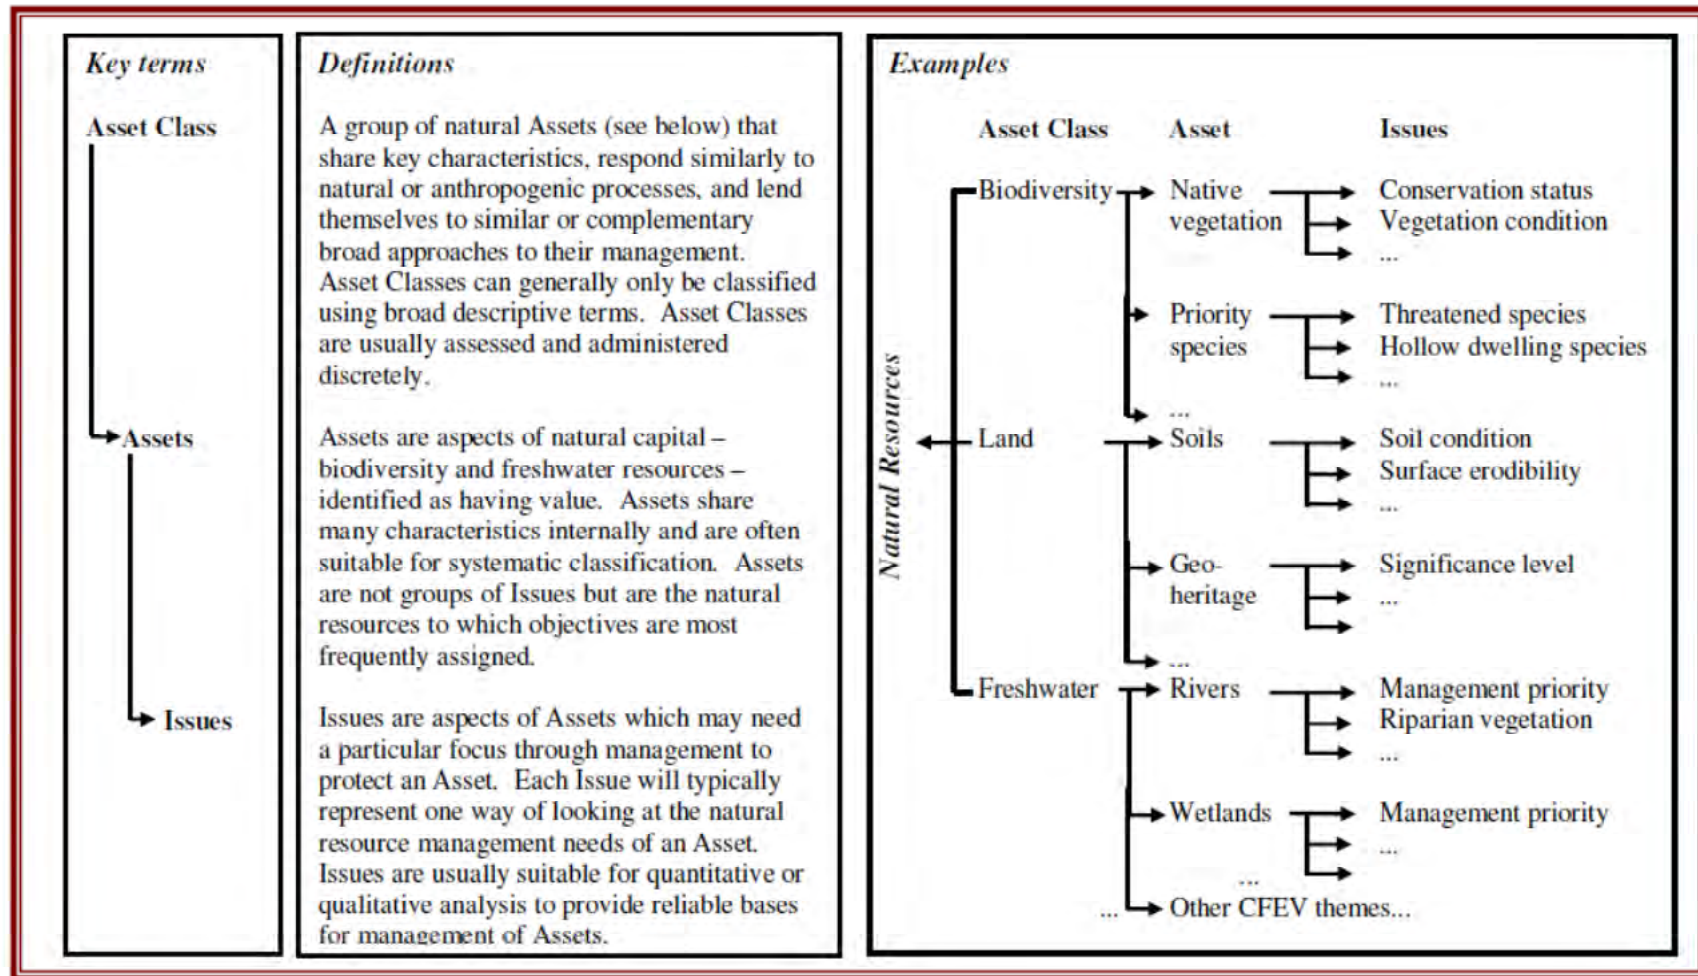 Key terms
Asset Class
Assets
Issues
Definitions
A group of natural Assets (see below) that
share key characteristics, respond similarly to
natural or anthropogenic processes, and lend
themselves to similar or complementary
broad approaches to their management.
Asset Classes can generally only be classified
using broad descriptive terms. Asset Classes
are usually assessed and administered
discretely.
Assets are aspects of natural capital –
biodiversity and freshwater resources –
identified as having value. Assets share
many characteristics internally and are often
suitable for systematic classification. Assets
are not groups of Issues but are the natural
resources to which objectives are most
frequently assigned.
Issues are aspects of Assets which may need
a particular focus through management to
protect an Asset. Each Issue will typically
represent one way of looking at the natural
resource management needs of an Asset.
Issues are usually suitable for quantitative or
qualitative analysis to provide reliable bases
for management of Assets.
Examples
Natural Resources
Asset Class Asset Issues
Biodiversity Native Conservation status
vegetation Vegetation condition
...
Priority Threatened species
species Hollow dwelling species
...
...
Land Soils Soil condition
Surface erodibility
...
Geo- Significance level
heritage ...
...
Freshwater Rivers Management priority
Riparian vegetation
...
Wetlands Management priority
...
...
... Other CFEV themes...